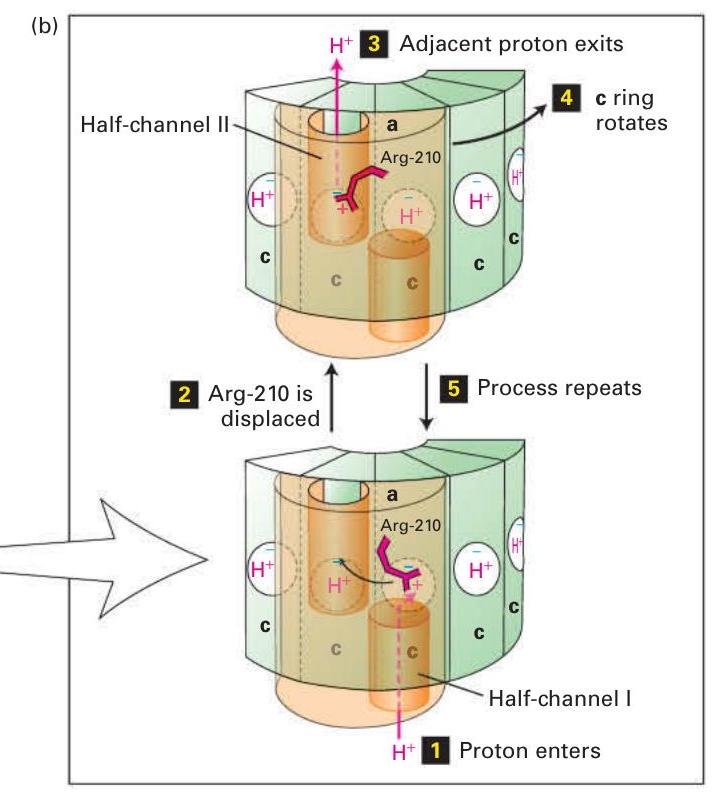 (b)
H+ 3 Adjacent proton exits
4 c ring
rotates
Half-channel II
a
Arg-210
−
H+
−
+
−
H+
−
H+
−
H+
c
c
c
c
c
2 Arg-210 is
displaced
5 Process repeats
a
Arg-210
−
H+
−
H+
−
+
−
H+
−
H+
c
c
c
c
c
Half-channel I
H+ 1 Proton enters